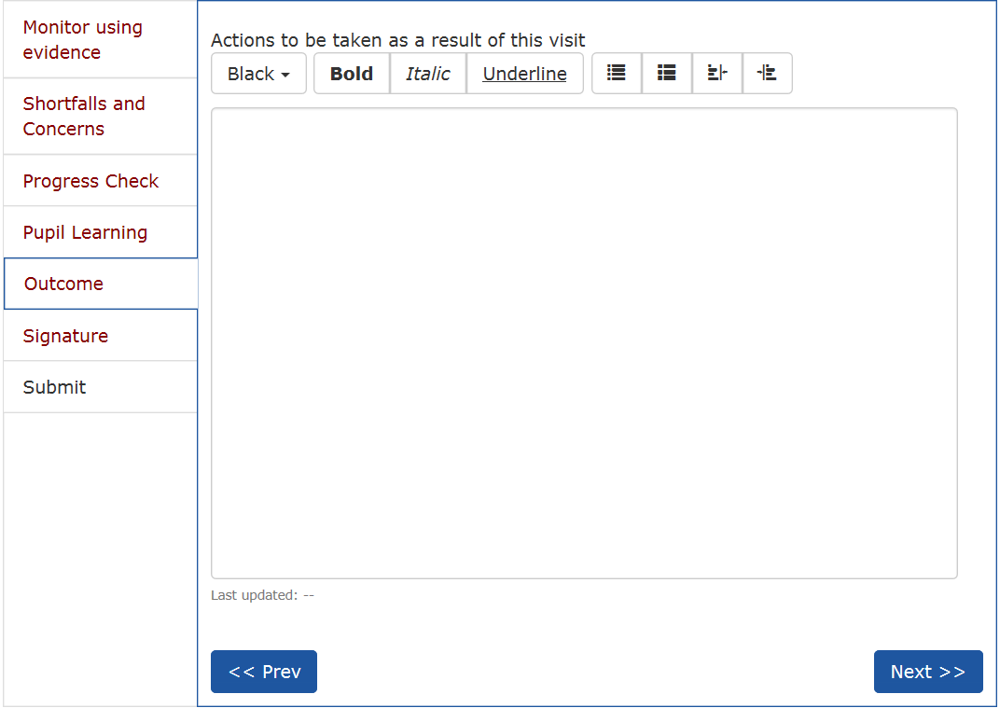 Monitor using
evidence
Shortfalls and
Concerns
Progress Check
Pupil Learning
Outcome
Signature
Submit
Actions to be taken as a result of this visit
Black Bold Italic Underline
Last updated: --
<< Prev Next >>